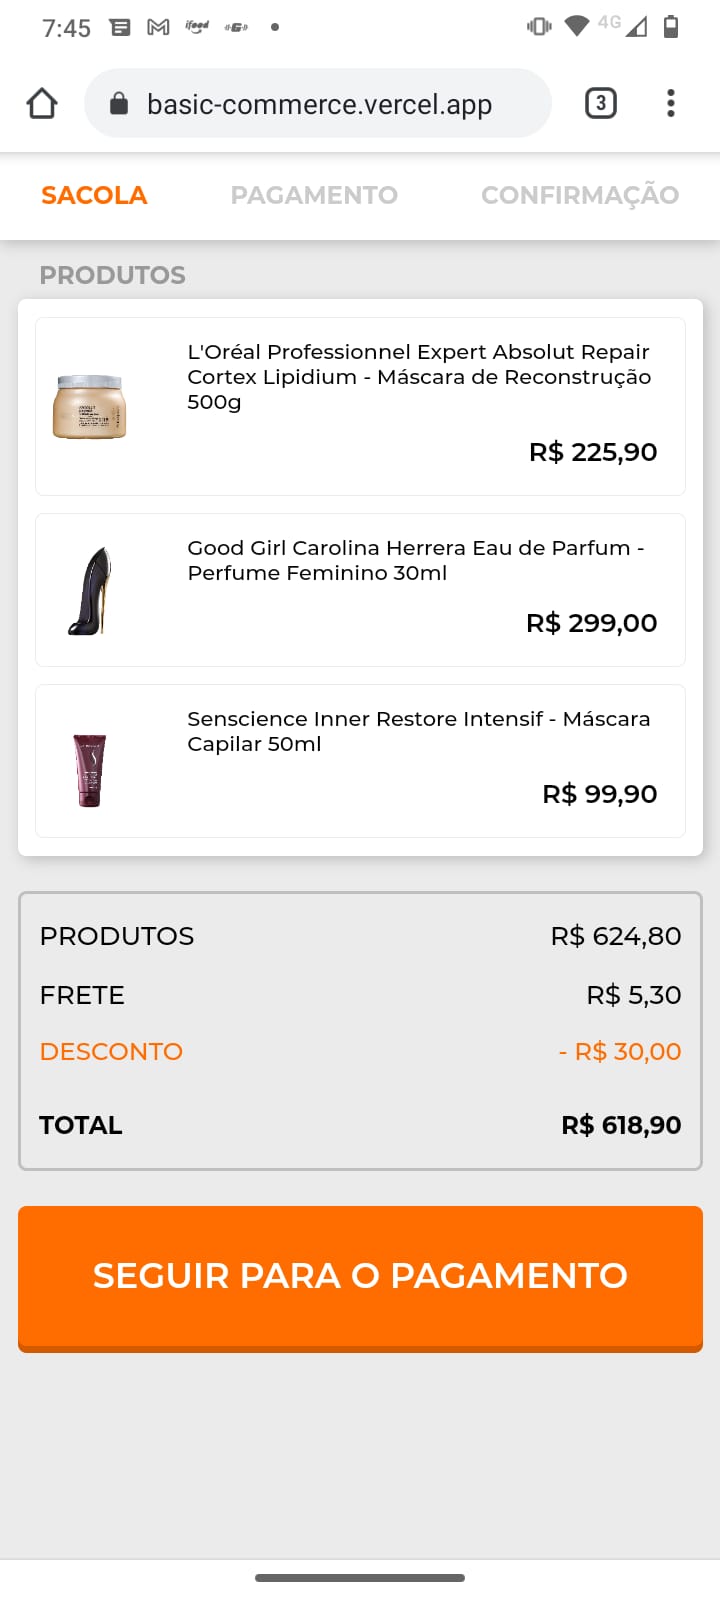 7:45
ifood
4G
basic-commerce.vercel.app
3
SACOLA PAGAMENTO CONFIRMAÇÃO
PRODUTOS
L'Oréal Professionnel Expert Absolut Repair
Cortex Lipidium - Máscara de Reconstrução
500g
R$ 225,90
Good Girl Carolina Herrera Eau de Parfum -
Perfume Feminino 30ml
R$ 299,00
Senscience Inner Restore Intensif - Máscara
Capilar 50ml
R$ 99,90
PRODUTOS R$ 624,80
FRETE R$ 5,30
DESCONTO - R$ 30,00
TOTAL R$ 618,90
SEGUIR PARA O PAGAMENTO